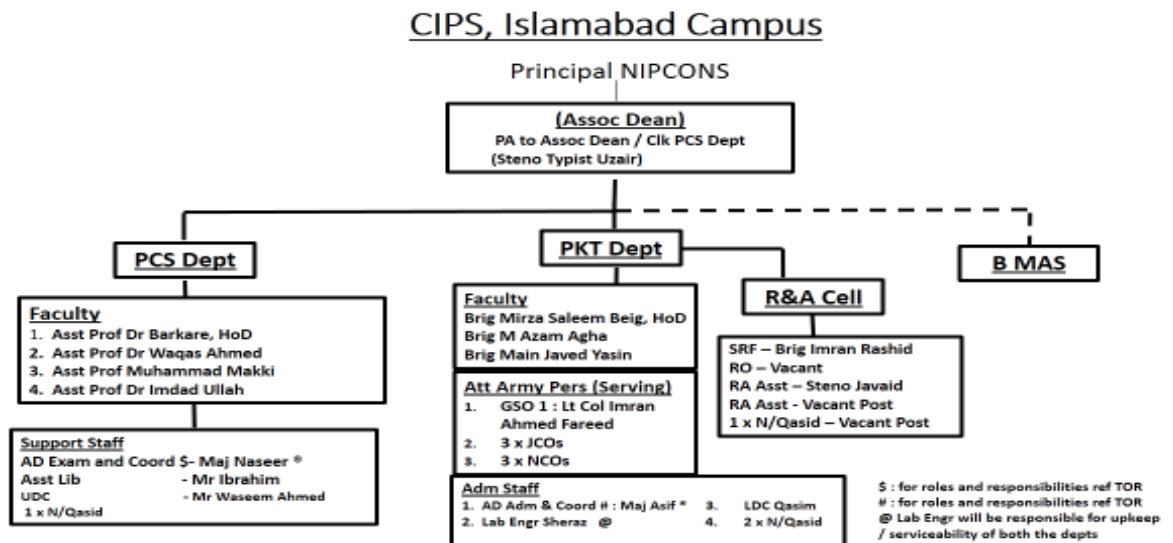 CIPS, Islamabad Campus
Principal NIPCONS
(Assoc Dean)
PA to Assoc Dean / Clk PCS Dept
(Steno Typist Uzair)
PCS Dept
PKT Dept
B MAS
R&A Cell
Faculty
1. Asst Prof Dr Barkare, HoD
2. Asst Prof Dr Waqas Ahmed
3. Asst Prof Muhammad Makki
4. Asst Prof Dr Imdad Ullah
Support Staff
AD Exam and Coord $- Maj Naseer *
Asst Lib - Mr Ibrahim
UDC - Mr Waseem Ahmed
1 x N/Qasid
Faculty
Brig Mirza Saleem Beig, HoD
Brig M Azam Agha
Brig Main Javed Yasin
Att Army Pers (Serving)
1. GSO 1 : Lt Col Imran
Ahmed Fareed
2. 3 x JCOs
3. 3 x NCOs
Adm Staff
1. AD Adm & Coord # : Maj Asif * 3. LDC Qasim
2. Lab Engr Sheraz @ 4. 2 x N/Qasid
SRF – Brig Imran Rashid
RO – Vacant
RA Asst – Steno Javaid
RA Asst - Vacant Post
1 x N/Qasid – Vacant Post
$ : for roles and responsibilities ref TOR
# : for roles and responsibilities ref TOR
@ Lab Engr will be responsible for upkeep
/ serviceability of both the depts